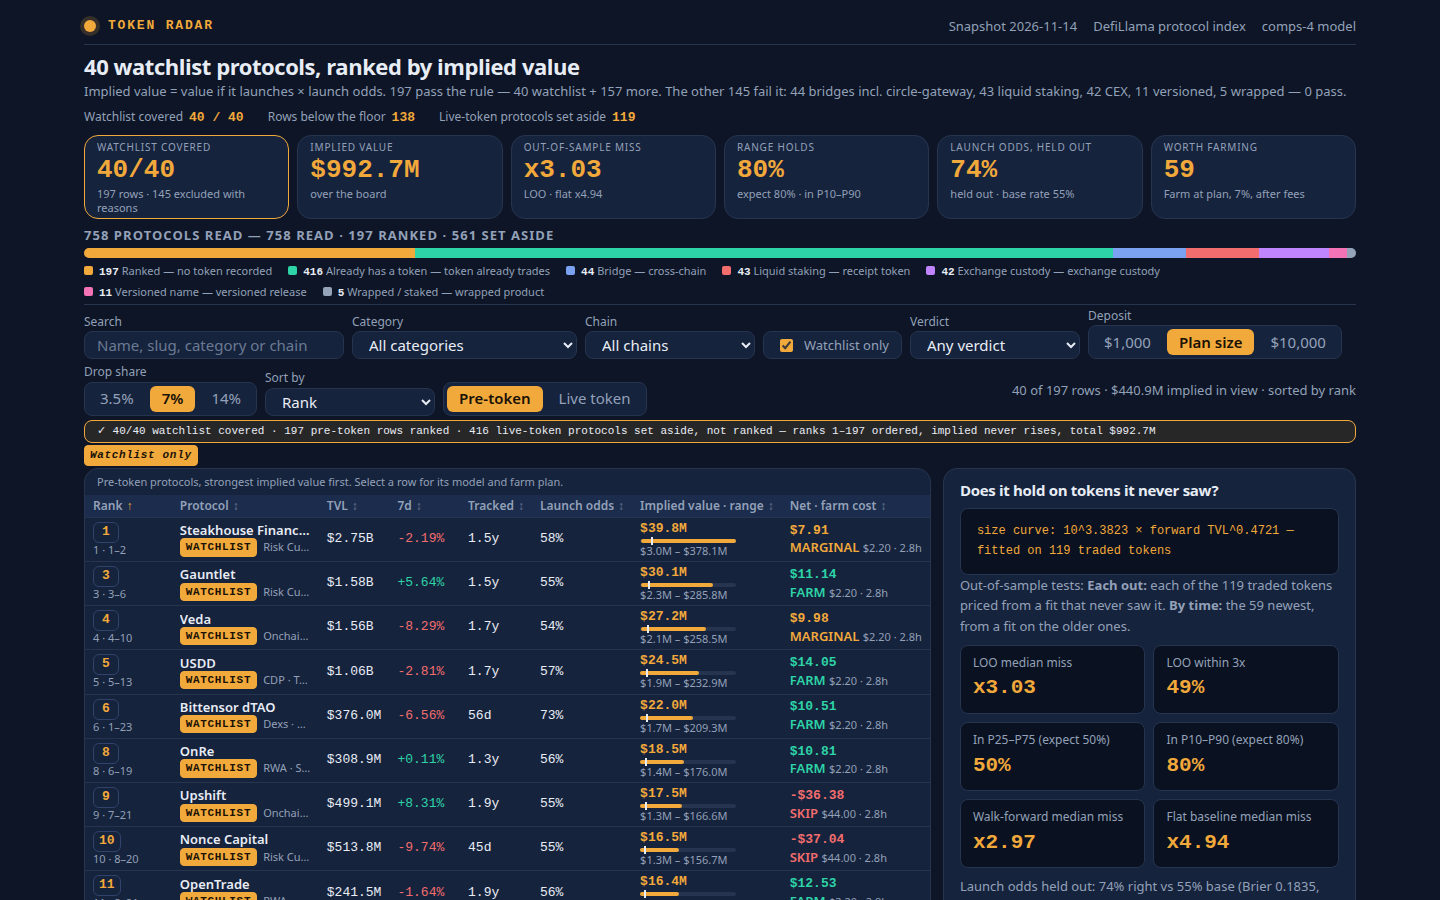 TOKEN RADAR
Snapshot 2026-11-14 DefiLlama protocol index comps-4 model
40 watchlist protocols, ranked by implied value
Implied value = value if it launches × launch odds. 197 pass the rule — 40 watchlist + 157 more. The other 145 fail it: 44 bridges incl. circle-gateway, 43 liquid staking, 42 CEX, 11 versioned, 5 wrapped — 0 pass.
Watchlist covered 40 / 40 Rows below the floor 138 Live-token protocols set aside 119
WATCHLIST COVERED
40/40
197 rows · 145 excluded with
reasons
IMPLIED VALUE
$992.7M
over the board
OUT-OF-SAMPLE MISS
x3.03
LOO · flat x4.94
RANGE HOLDS
80%
expect 80% · in P10–P90
LAUNCH ODDS, HELD OUT
74%
held out · base rate 55%
WORTH FARMING
59
Farm at plan, 7%, after fees
758 PROTOCOLS READ — 758 READ · 197 RANKED · 561 SET ASIDE
197 Ranked — no token recorded 416 Already has a token — token already trades 44 Bridge — cross-chain 43 Liquid staking — receipt token 42 Exchange custody — exchange custody
11 Versioned name — versioned release 5 Wrapped / staked — wrapped product
Search Category Chain Verdict Deposit
Name, slug, category or chain All categories All chains Watchlist only Any verdict $1,000 Plan size $10,000
Drop share Sort by
3.5% 7% 14% Rank Pre-token Live token 40 of 197 rows · $440.9M implied in view · sorted by rank
✓ 40/40 watchlist covered · 197 pre-token rows ranked · 416 live-token protocols set aside, not ranked — ranks 1–197 ordered, implied never rises, total $992.7M
Watchlist only
Pre-token protocols, strongest implied value first. Select a row for its model and farm plan.
Rank ↑ Protocol ↕ TVL ↕ 7d ↕ Tracked ↕ Launch odds ↕ Implied value · range ↕ Net · farm cost ↕
1 Steakhouse Financ... $2.75B -2.19% 1.5y 58% $39.8M $7.91
1 · 1–2 WATCHLIST Risk Cu... $3.0M – $378.1M MARGINAL $2.20 · 2.8h
3 Gauntlet $1.58B +5.64% 1.5y 55% $30.1M $11.14
3 · 3–6 WATCHLIST Risk Cu... $2.3M – $285.8M FARM $2.20 · 2.8h
4 Veda $1.56B -8.29% 1.7y 54% $27.2M $9.98
4 · 4–10 WATCHLIST Onchai... $2.1M – $258.5M MARGINAL $2.20 · 2.8h
5 USDD $1.06B -2.81% 1.7y 57% $24.5M $14.05
5 · 5–13 WATCHLIST CDP · T... $1.9M – $232.9M FARM $2.20 · 2.8h
6 Bittensor dTAO $376.0M -6.56% 56d 73% $22.0M $10.51
6 · 1–23 WATCHLIST Dexs · ... $1.7M – $209.3M FARM $2.20 · 2.8h
8 OnRe $308.9M +0.11% 1.3y 56% $18.5M $10.81
8 · 6–19 WATCHLIST RWA · S... $1.4M – $176.0M FARM $2.20 · 2.8h
9 Upshift $499.1M +8.31% 1.9y 55% $17.5M -$36.38
9 · 7–21 WATCHLIST Onchai... $1.3M – $166.6M SKIP $44.00 · 2.8h
10 Nonce Capital $513.8M -9.74% 45d 55% $16.5M -$37.04
10 · 8–20 WATCHLIST Risk Cu... $1.3M – $156.7M SKIP $44.00 · 2.8h
11 OpenTrade $241.5M -1.64% 1.9y 56% $16.4M $12.53
Does it hold on tokens it never saw?
size curve: 10^3.3823 × forward TVL^0.4721 —
fitted on 119 traded tokens
Out-of-sample tests: Each out: each of the 119 traded tokens
priced from a fit that never saw it. By time: the 59 newest,
from a fit on the older ones.
LOO median miss
x3.03
LOO within 3x
49%
In P25–P75 (expect 50%)
50%
In P10–P90 (expect 80%)
80%
Walk-forward median miss
x2.97
Flat baseline median miss
x4.94
Launch odds held out: 74% right vs 55% base (Brier 0.1835,